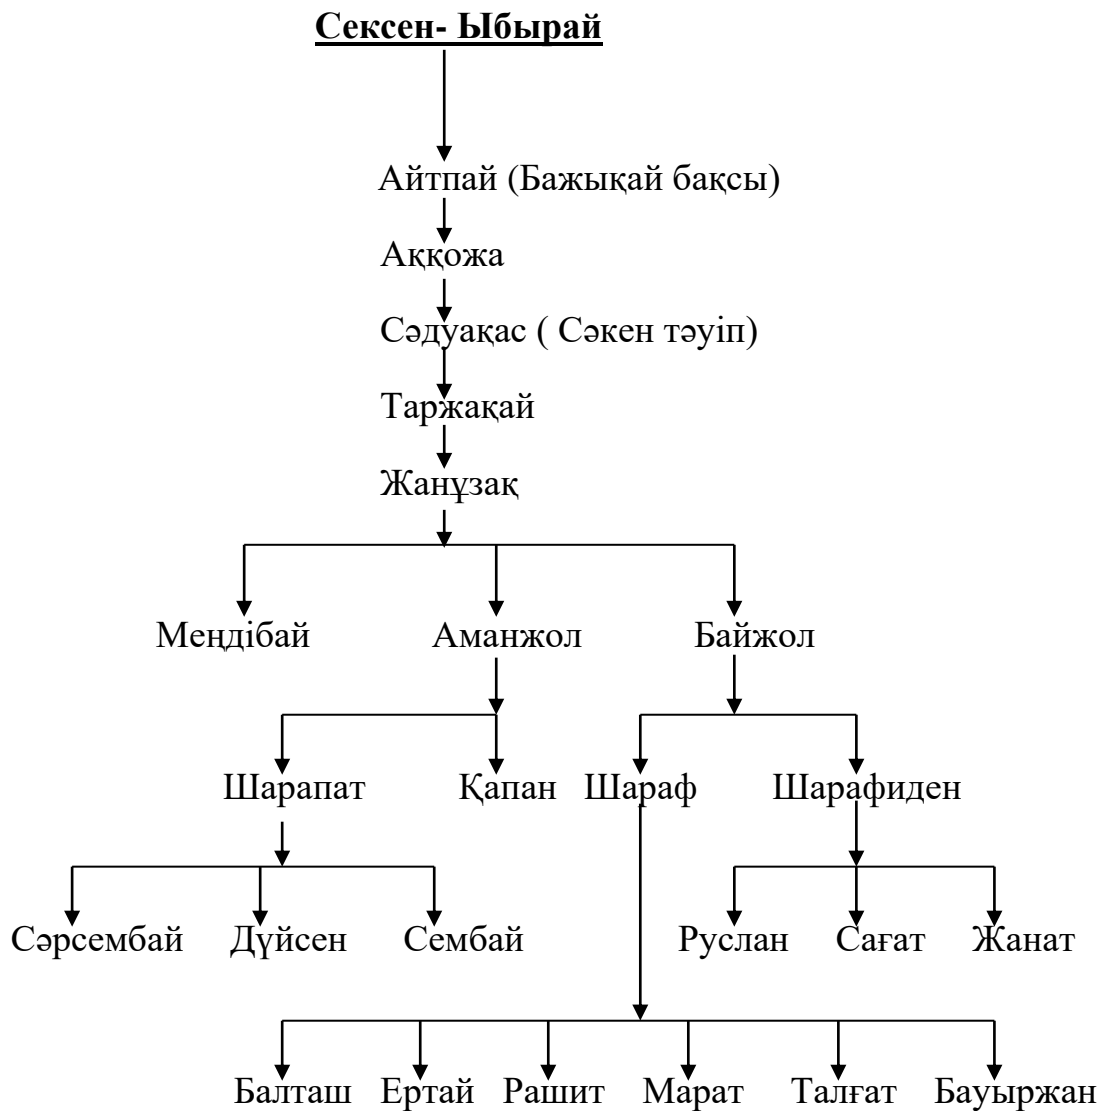 Сексен- Ыбырай
Айтпай (Бажықай бақсы)
Аққожа
Сәдуақас ( Сәкен тәуіп)
Таржақай
Жанұзақ
Меңдібай Аманжол Байжол
Шарапат Қапан Шараф Шарафиден
Сәрсембай Дүйсен Сембай Руслан Сағат Жанат
Балташ Ертай Рашит Марат Талғат Бауыржан